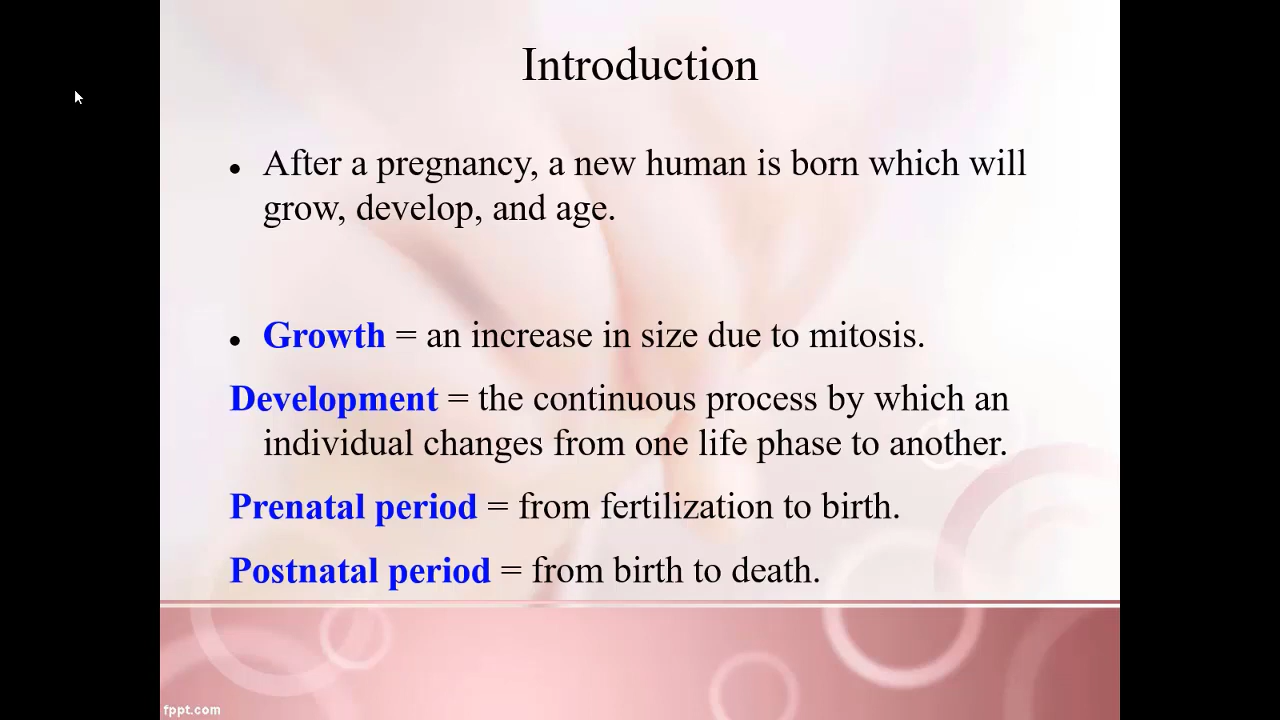 Introduction
• After a pregnancy, a new human is born which will
grow, develop, and age.
• Growth = an increase in size due to mitosis.
Development = the continuous process by which an
individual changes from one life phase to another.
Prenatal period = from fertilization to birth.
Postnatal period = from birth to death.
fppt.com